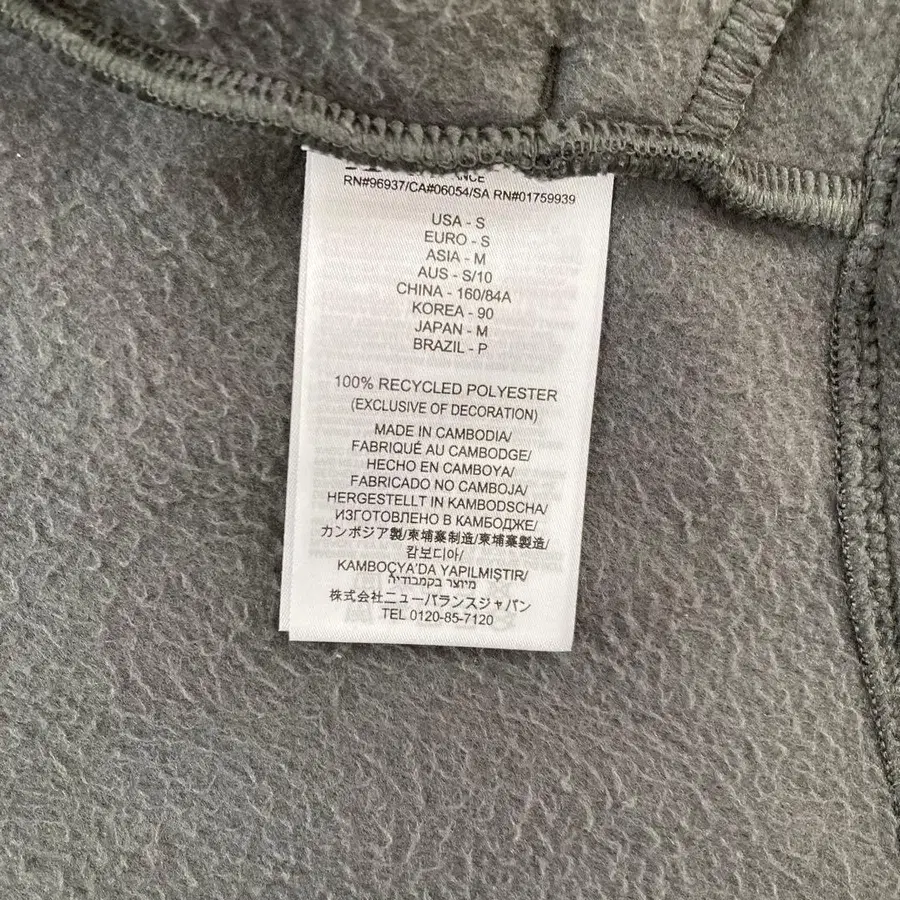 RN#96937/CA#06054/SA RN#01759939
USA - S
EURO - S
ASIA - M
AUS - S/10
CHINA - 160/84A
KOREA - 90
JAPAN - M
BRAZIL - P
100% RECYCLED POLYESTER
(EXCLUSIVE OF DECORATION)
MADE IN CAMBODIA/
FABRIQUÉ AU CAMBODGE/
HECHO EN CAMBOYA/
FABRICADO NO CAMBOJA/
HERGESTELLT IN KAMBODSCHA/
ИЗГОТОВЛЕНО В КАМБОДЖЕ/
カンボジア製/柬埔寨制造/柬埔寨製造/
캄보디아/
KAMBOÇYA'DA YAPILMIŞTIR/
מיוצר בקמבודיה
株式会社ニューバランスジャパン
TEL 0120-85-7120